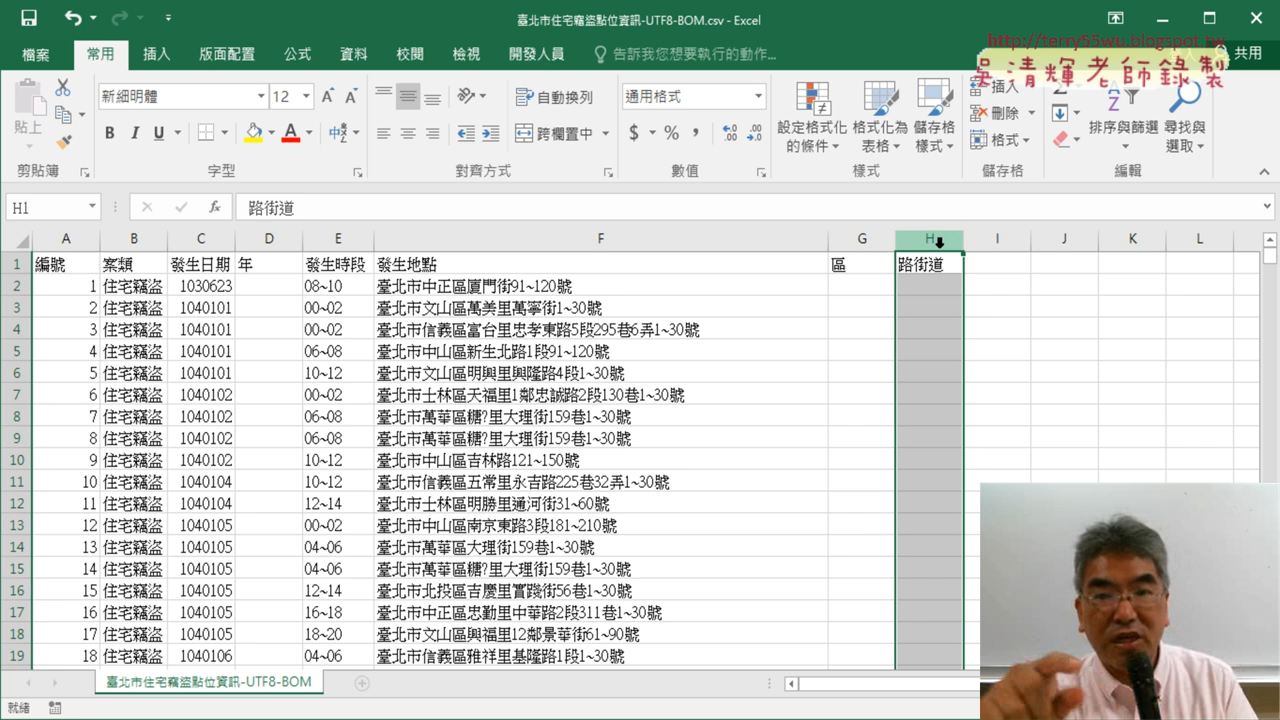 臺北市住宅竊盜點位資訊-UTF8-BOM.csv - Excel
http://terry55wu.blogspot.tw
吳清輝老師錄製
檔案 常用 插入 版面配置 公式 資料 校閱 檢視 開發人員 告訴我您想要執行的動作... 共用
貼上
新細明體 12
B I U A 中
自動換列
跨欄置中
通用格式
$ % ,
設定格式化的條件
格式化為表格
儲存格樣式
插入
刪除
格式
排序與篩選
尋找與選取
剪貼簿 字型 對齊方式 數值 樣式 儲存格 編輯
H1 fx 路街道
A B C D E F G H I J K L
1 編號 案類 發生日期 年 發生時段 發生地點 區 路街道
2 1 住宅竊盜 1030623 08~10 臺北市中正區廈門街91~120號
3 2 住宅竊盜 1040101 00~02 臺北市文山區萬美里萬寧街1~30號
4 3 住宅竊盜 1040101 00~02 臺北市信義區富台里忠孝東路5段295巷6弄1~30號
5 4 住宅竊盜 1040101 06~08 臺北市中山區新生北路1段91~120號
6 5 住宅竊盜 1040101 10~12 臺北市文山區明興里興隆路4段1~30號
7 6 住宅竊盜 1040102 00~02 臺北市士林區天福里1鄰忠誠路2段130巷1~30號
8 7 住宅竊盜 1040102 06~08 臺北市萬華區糖?里大理街159巷1~30號
9 8 住宅竊盜 1040102 06~08 臺北市萬華區糖?里大理街159巷1~30號
10 9 住宅竊盜 1040102 10~12 臺北市中山區吉林路121~150號
11 10 住宅竊盜 1040104 10~12 臺北市信義區五常里永吉路225巷32弄1~30號
12 11 住宅竊盜 1040104 12~14 臺北市士林區明勝里通河街31~60號
13 12 住宅竊盜 1040105 00~02 臺北市中山區南京東路3段181~210號
14 13 住宅竊盜 1040105 04~06 臺北市萬華區大理街159巷1~30號
15 14 住宅竊盜 1040105 04~06 臺北市萬華區糖?里大理街159巷1~30號
16 15 住宅竊盜 1040105 12~14 臺北市北投區吉慶里實踐街56巷1~30號
17 16 住宅竊盜 1040105 16~18 臺北市中正區忠勤里中華路2段311巷1~30號
18 17 住宅竊盜 1040105 18~20 臺北市文山區興福里12鄰景華街61~90號
19 18 住宅竊盜 1040106 04~06 臺北市信義區雅祥里基隆路1段1~30號
臺北市住宅竊盜點位資訊-UTF8-BOM
就緒